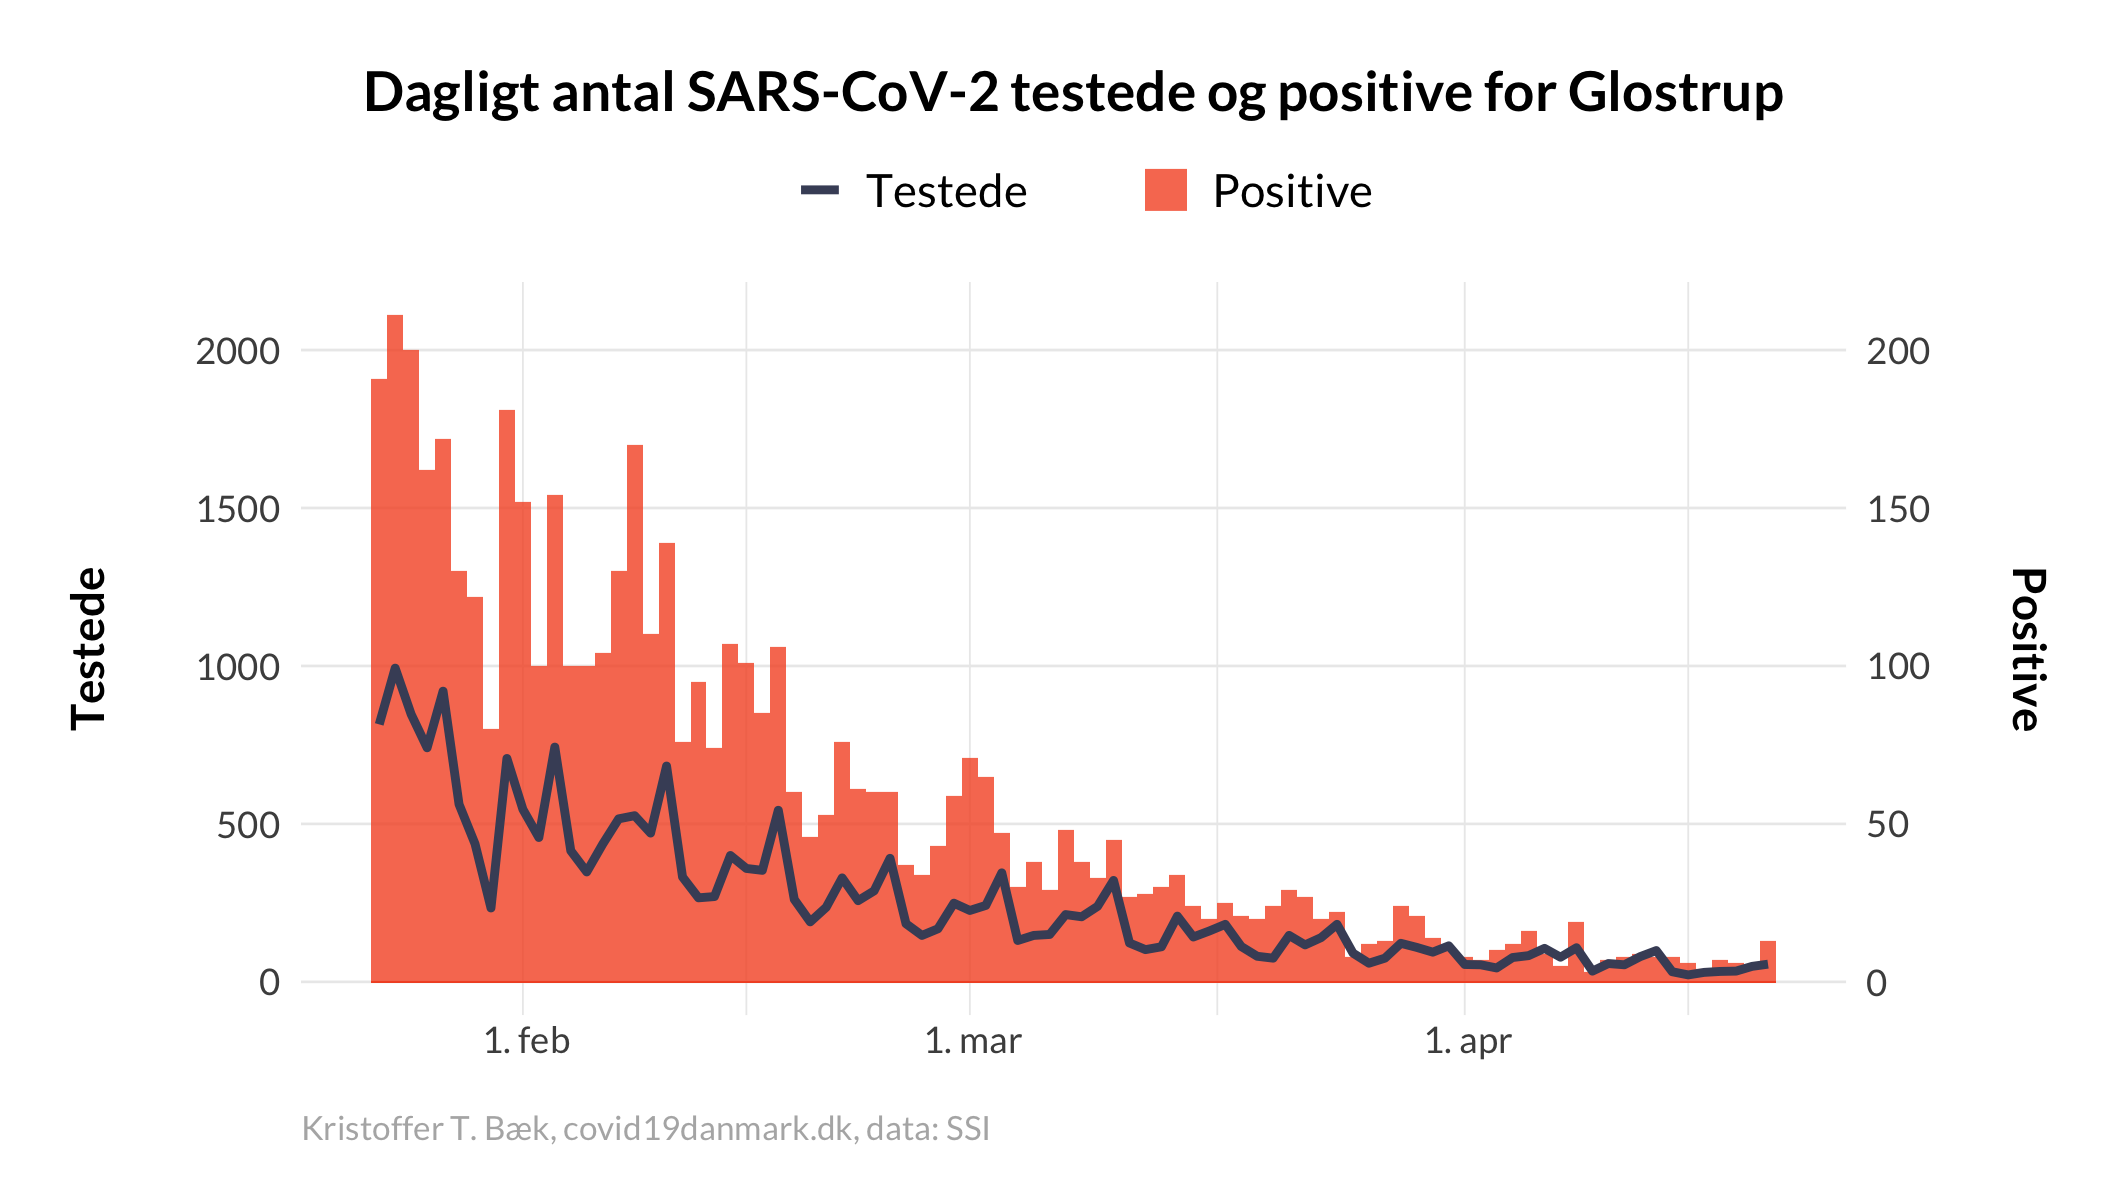 Dagligt antal SARS-CoV-2 testede og positive for Glostrup
Testede
Positive
2000
1500
1000
500
0
200
150
100
50
0
Testede
Positive
1. feb
1. mar
1. apr
Kristoffer T. Bæk, covid19danmark.dk, data: SSI